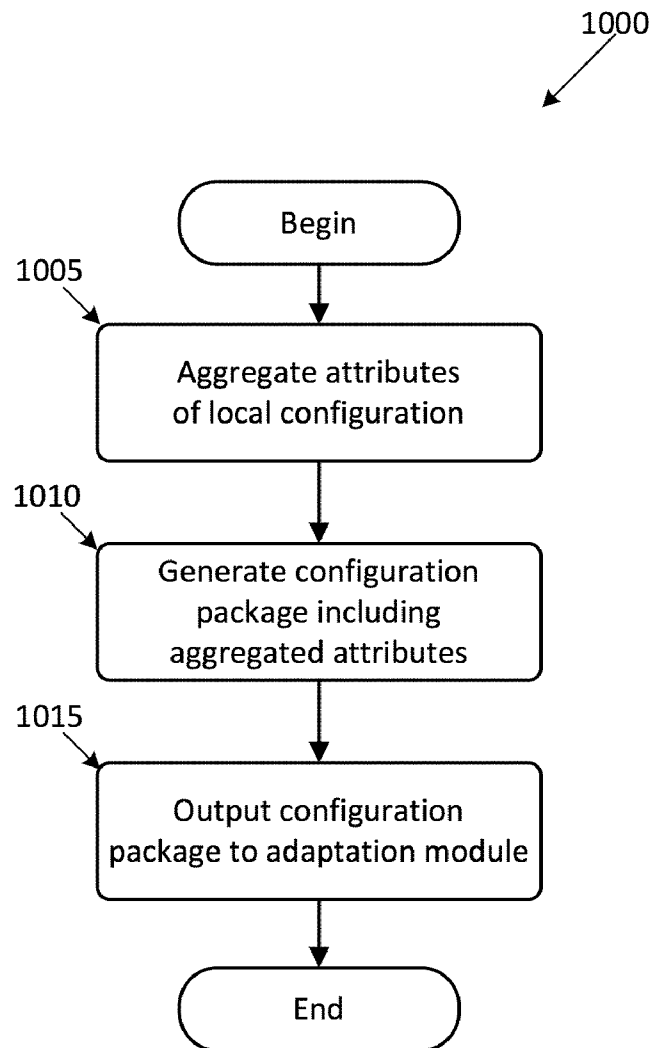 1000
Begin
1005
Aggregate attributes
of local configuration
1010
Generate configuration
package including
aggregated attributes
1015
Output configuration
package to adaptation module
End